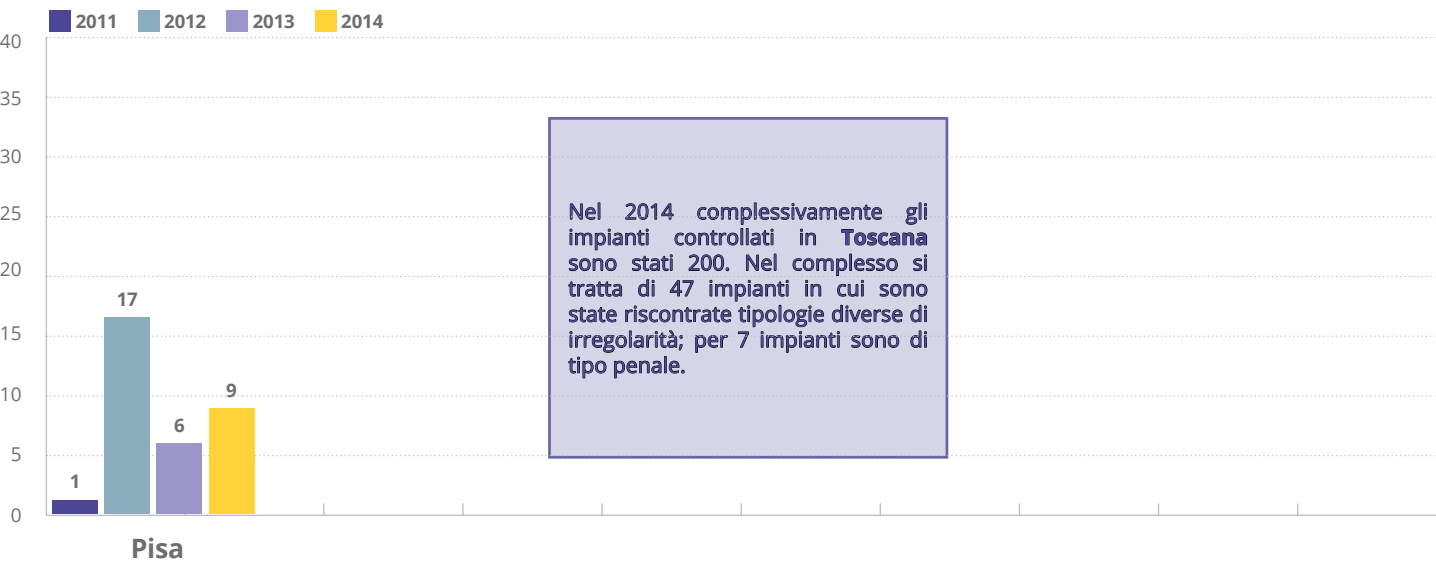 2011 2012 2013 2014
40
35
30
25
20
15
10
5
0
17
9
6
1
Nel 2014 complessivamente gli
impianti controllati in Toscana
sono stati 200. Nel complesso si
tratta di 47 impianti in cui sono
state riscontrate tipologie diverse di
irregolarità; per 7 impianti sono di
tipo penale.
Pisa